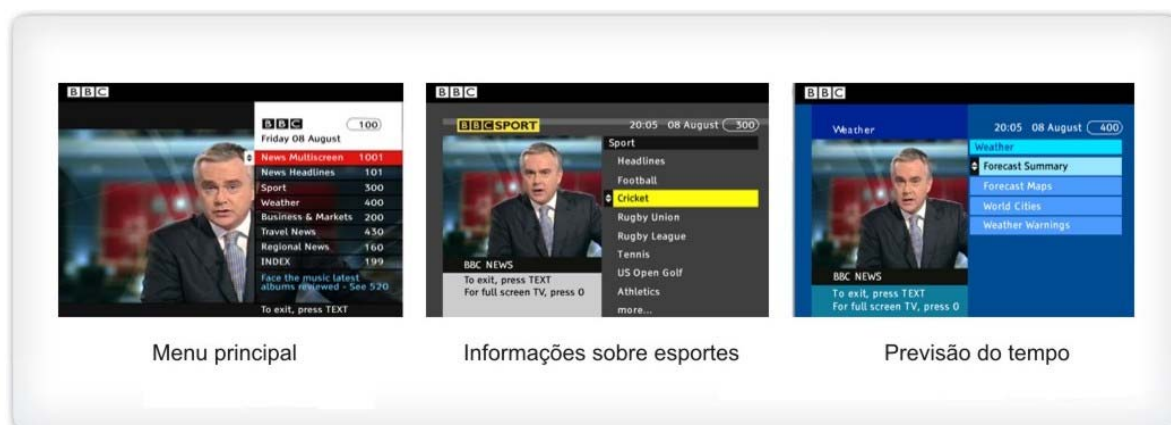 BBC
BBC 100
Friday 08 August
News Multiscreen 1001
News Headlines 101
Sport 300
Weather 400
Business & Markets 200
Travel News 430
Regional News 160
INDEX 199
Face the music latest
albums reviewed - See 520
To exit, press TEXT
Menu principal
BBC
BBC SPORT 20:05 08 August 300
Sport
Headlines
Football
Cricket
Rugby Union
Rugby League
Tennis
US Open Golf
Athletics
more...
BBC NEWS
To exit, press TEXT
For full screen TV, press 0
Informações sobre esportes
BBC
Weather 20:05 08 August 400
Weather
Forecast Summary
Forecast Maps
World Cities
Weather Warnings
BBC NEWS
To exit, press TEXT
For full screen TV, press 0
Previsão do tempo